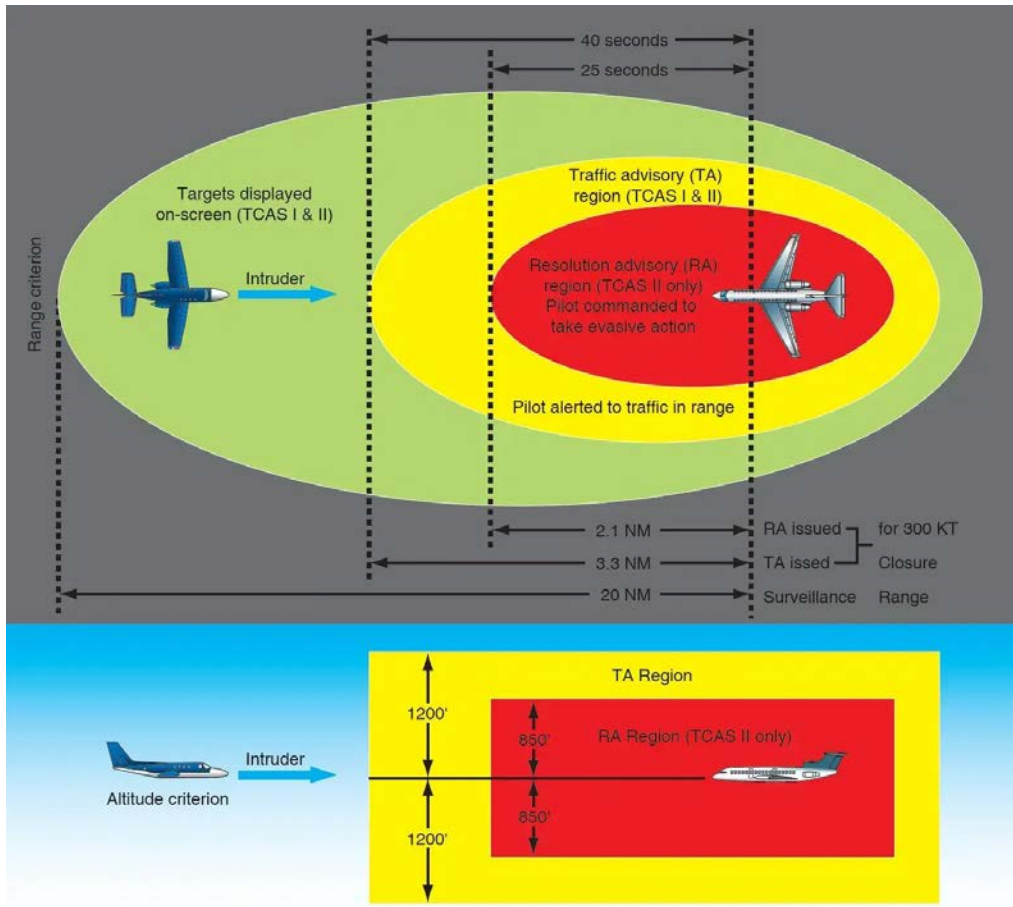 40 seconds
25 seconds
Targets displayed
on-screen (TCAS I & II)
Traffic advisory (TA)
region (TCAS I & II)
Range criterion
Intruder
Resolution advisory (RA)
region (TCAS II only)
Pilot commanded to
take evasive action
Pilot alerted to traffic in range
2.1 NM RA issued for 300 KT
3.3 NM TA issed Closure
20 NM Surveillance Range
TA Region
1200'
850'
RA Region (TCAS II only)
Intruder
Altitude criterion
850'
1200'